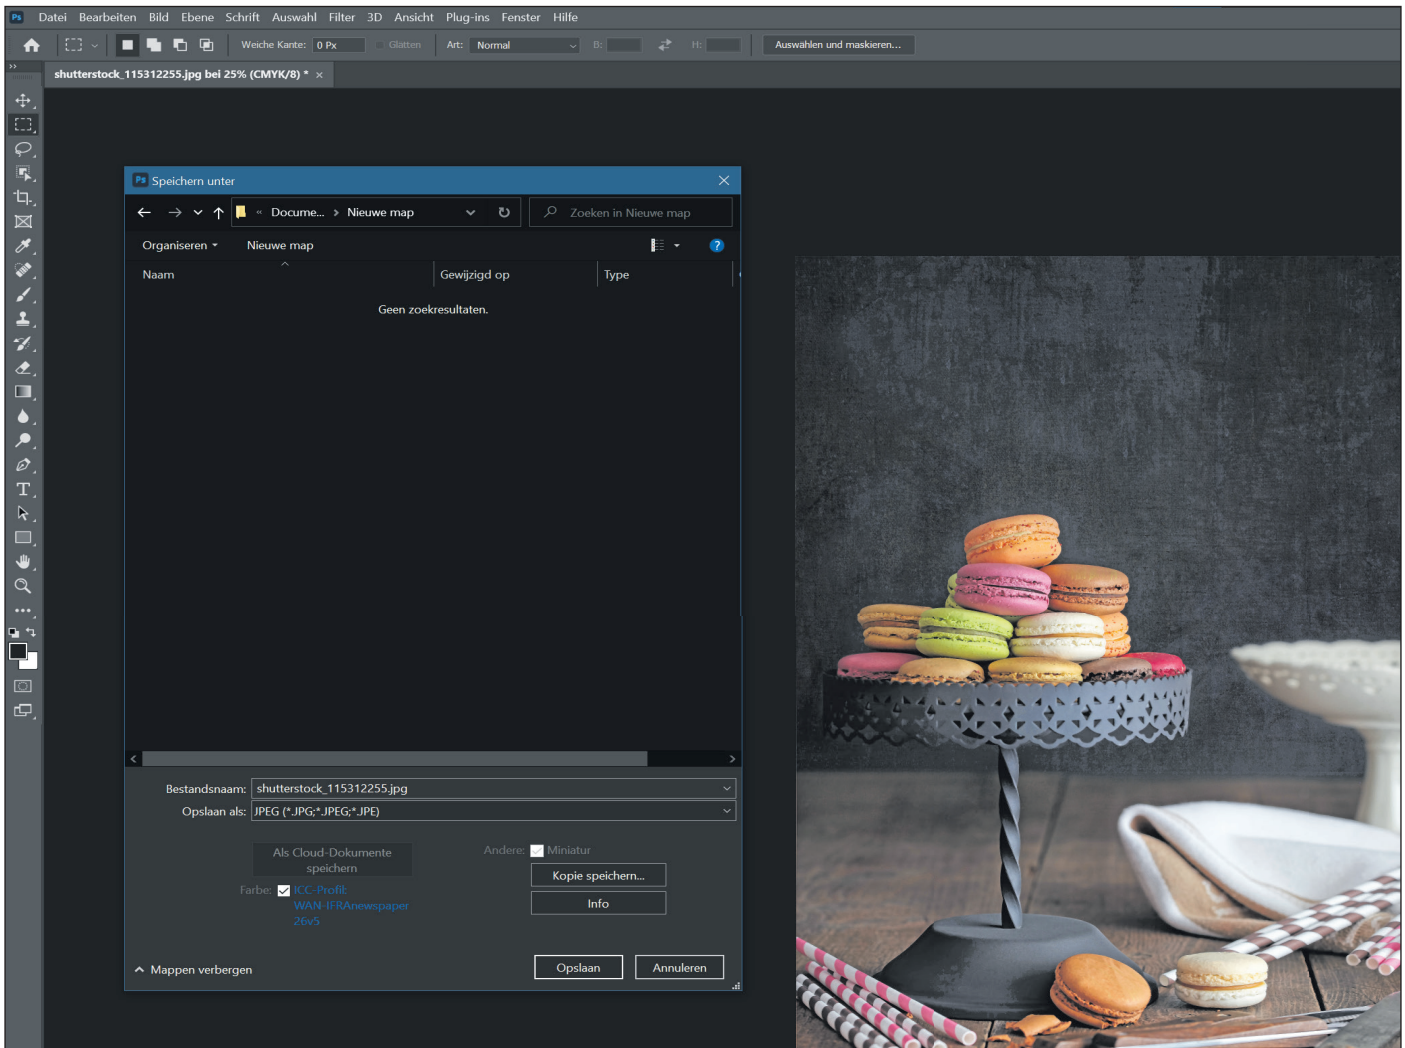 Ps Datei Bearbeiten Bild Ebene Schrift Auswahl Filter 3D Ansicht Plug-ins Fenster Hilfe
Weiche Kante: 0 Px Glätten Art: Normal B: H: Auswählen und maskieren...
shutterstock_115312255.jpg bei 25% (CMYK/8) * ×
Ps Speichern unter
« Docume... > Nieuwe map Zoeken in Nieuwe map
Organiseren Nieuwe map ?
Naam Gewijzigd op Type
Geen zoekresultaten.
Bestandsnaam: shutterstock_115312255.jpg
Opslaan als: JPEG (*.JPG;*.JPEG;*.JPE)
Als Cloud-Dokumente
speichern
Andere: Miniatur
Kopie speichern...
Farbe: ICC-Profil:
WAN-IFRAnewspaper
26v5
Info
Mappen verbergen
Opslaan Annuleren